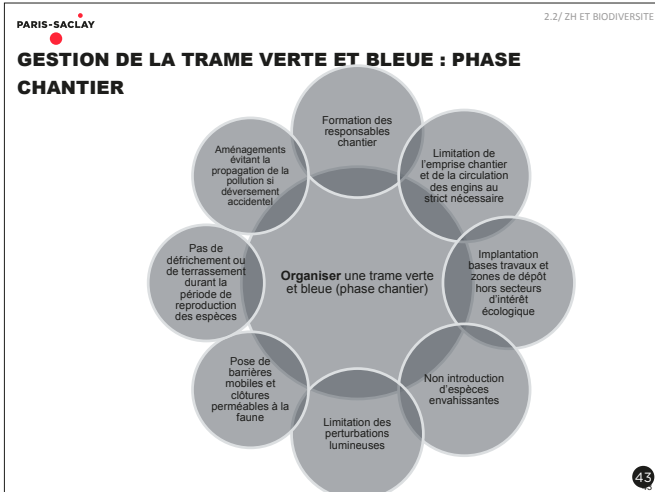 PARIS-SACLAY
2.2/ ZH ET BIODIVERSITE
GESTION DE LA TRAME VERTE ET BLEUE : PHASE
CHANTIER
Formation des
responsables
chantier
Limitation de
l'emprise chantier
et de la circulation
des engins au
strict nécessaire
Implantation
bases travaux et
zones de dépôt
hors secteurs
d'intérêt
écologique
Non introduction
d'espèces
envahissantes
Limitation des
perturbations
lumineuses
Pose de
barrières
mobiles et
clôtures
perméables à la
faune
Pas de
défrichement ou
de terrassement
durant la
période de
reproduction
des espèces
Aménagements
évitant la
propagation de la
pollution si
déversement
accidentel
Organiser une trame verte
et bleue (phase chantier)
43